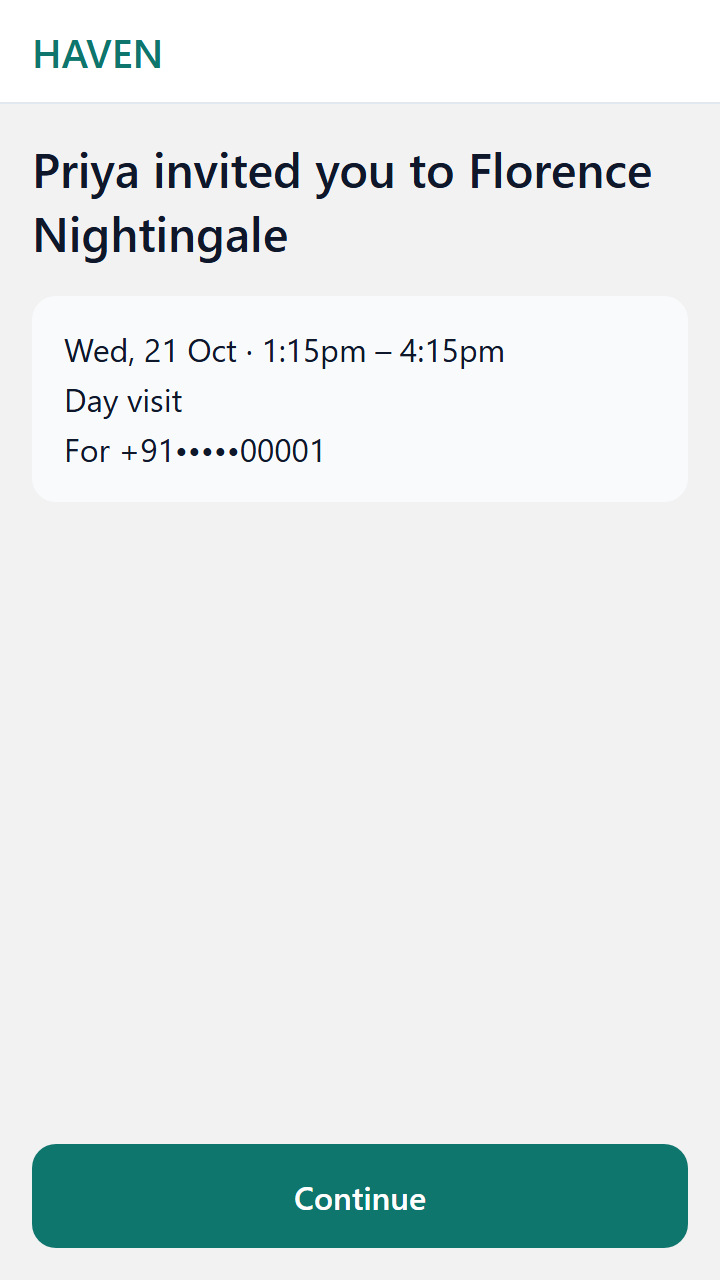 HAVEN
Priya invited you to Florence
Nightingale
Wed, 21 Oct · 1:15pm – 4:15pm
Day visit
For +91•••••00001
Continue